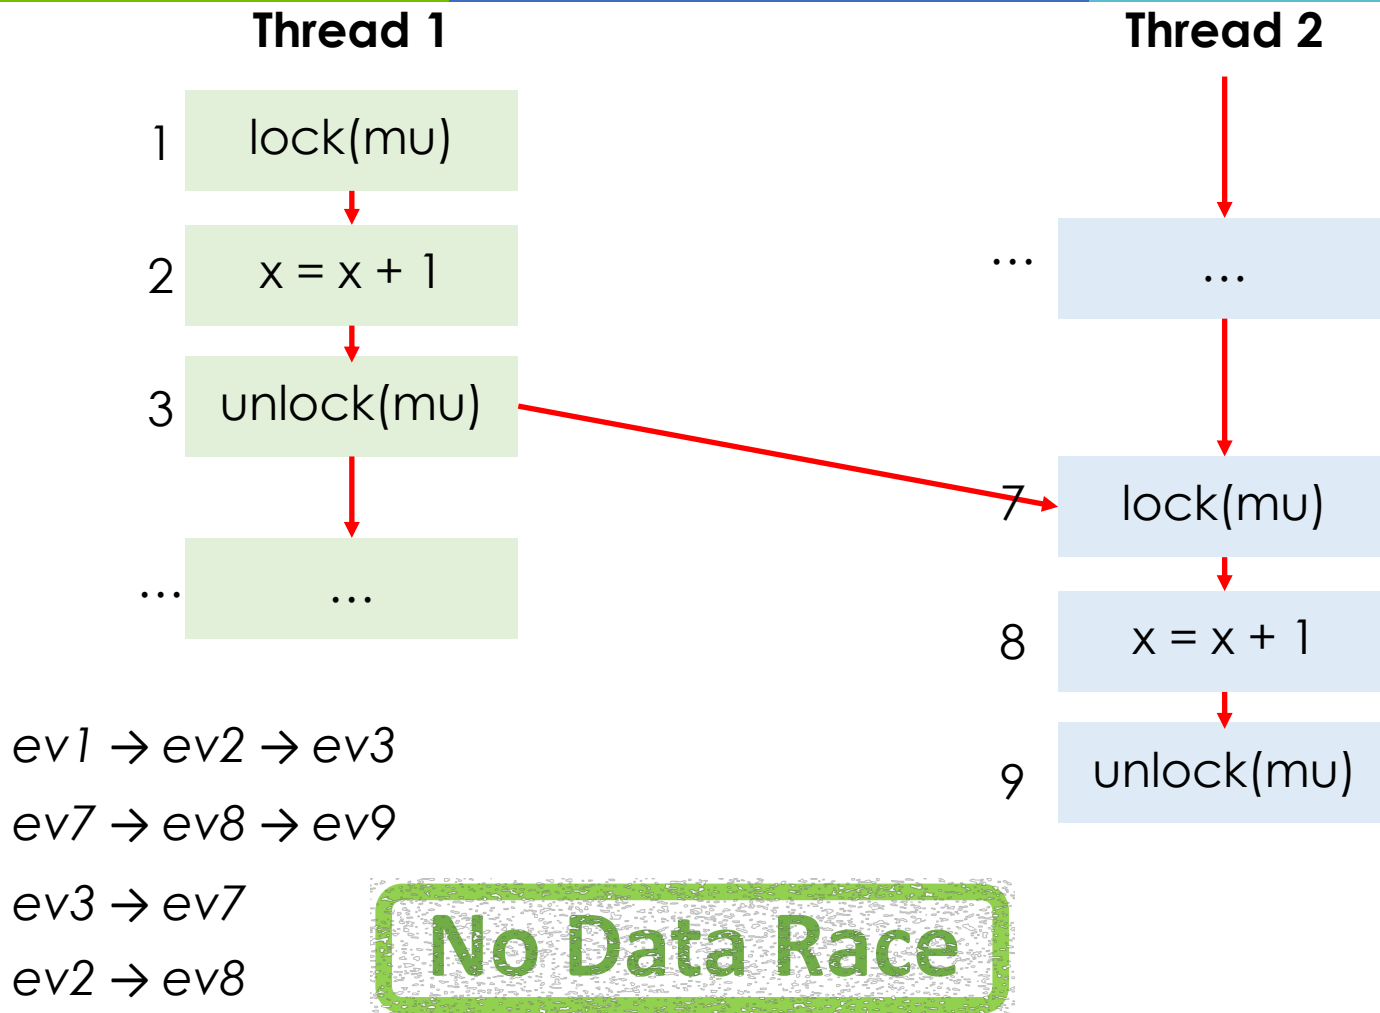 Thread 1
Thread 2
1 lock(mu)
2 x = x + 1
... ...
3 unlock(mu)
7 lock(mu)
... ...
8 x = x + 1
ev1 → ev2 → ev3
9 unlock(mu)
ev7 → ev8 → ev9
ev3 → ev7
No Data Race
ev2 → ev8